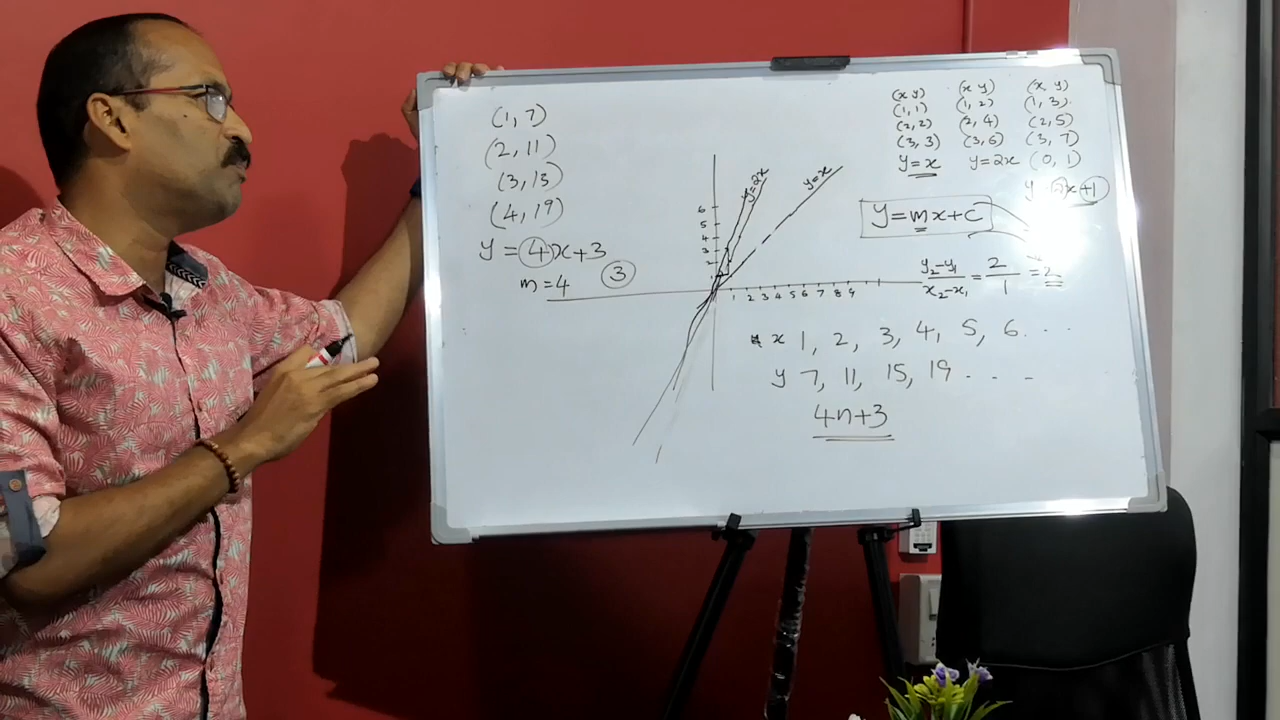 (1, 7)
(2, 11)
(3, 15)
(4, 19)
y = 4x+3
m = 4
3
6
5
4
3
2
1
y=2x
y=x
1 2 3 4 5 6 7 8 9
(x y) (x y) (x, y)
(1, 1) (1, 2) (1, 3)
(2, 2) (2, 4) (2, 5)
(3, 3) (3, 6) (3, 7)
y=x y=2x (0, 1)
y 2x+1
y=mx+c
y₂-y₁/x₂-x₁ = 2/1 = 2
x 1, 2, 3, 4, 5, 6 . . .
y 7, 11, 15, 19 . . . -
4n+3